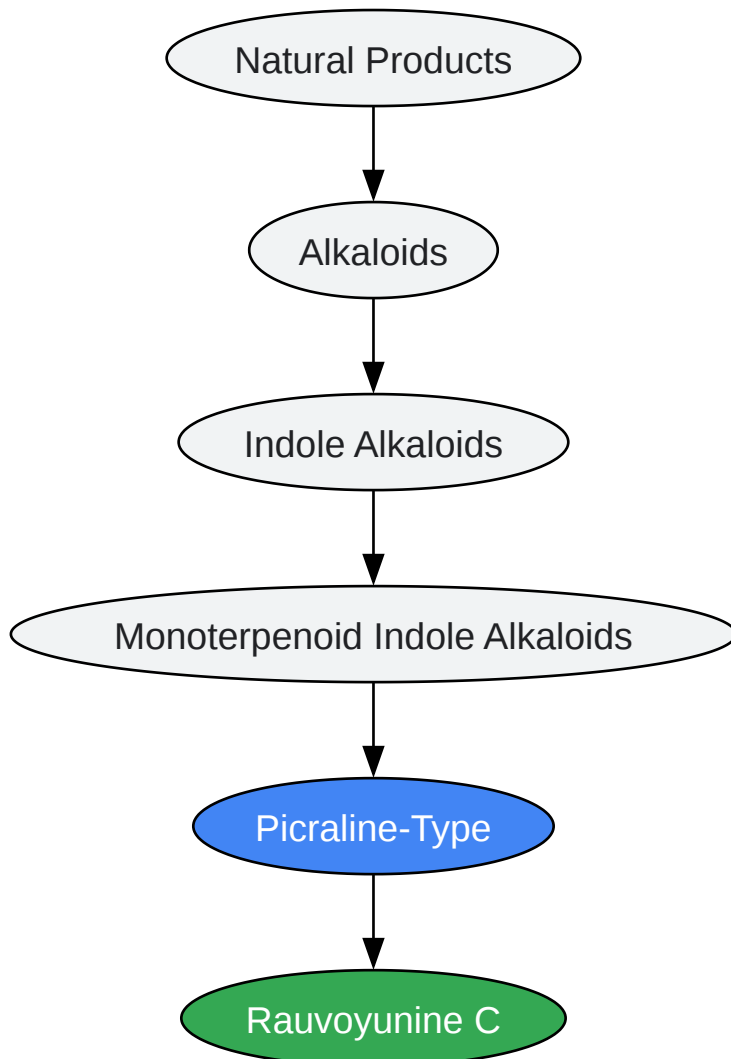 Natural Products
Alkaloids
Indole Alkaloids
Monoterpenoid Indole Alkaloids
Picraline-Type
Rauvoyunine C